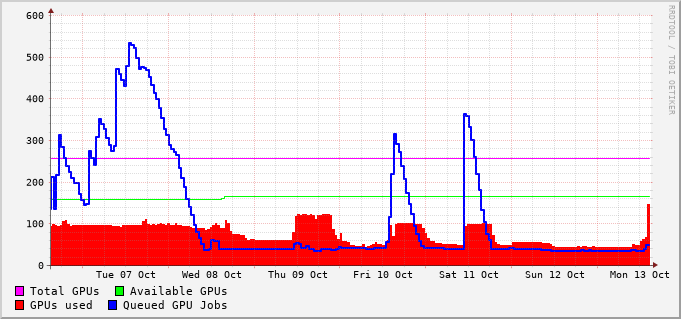 600
500
400
300
200
100
0
Tue 07 Oct Wed 08 Oct Thu 09 Oct Fri 10 Oct Sat 11 Oct Sun 12 Oct Mon 13 Oct
Total GPUs Available GPUs
GPUs used Queued GPU Jobs
RRDTOOL / TOBI OETIKER